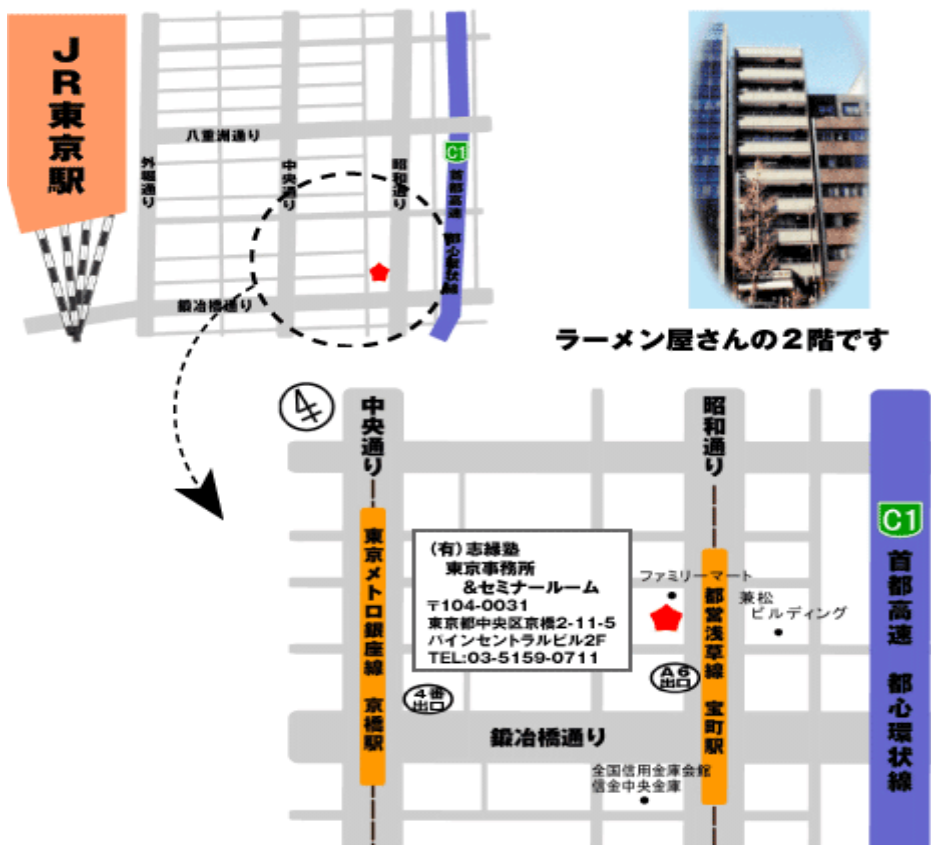 JR東京駅
八重洲通り
外堀通り
中央通り
昭和通り
C1
首都高速 都心環状線
鍛冶橋通り
ラーメン屋さんの2階です
中央通り
昭和通り
C1
首都高速 都心環状線
東京メトロ銀座線 京橋駅
(有)志縁塾
東京事務所
&セミナールーム
〒104-0031
東京都中央区京橋2-11-5
パインセントラルビル2F
TEL:03-5159-0711
ファミリーマート
都営浅草線 宝町駅
兼松
ビルディング
A6
出口
4番
出口
鍛冶橋通り
全国信用金庫会館
信金中央金庫